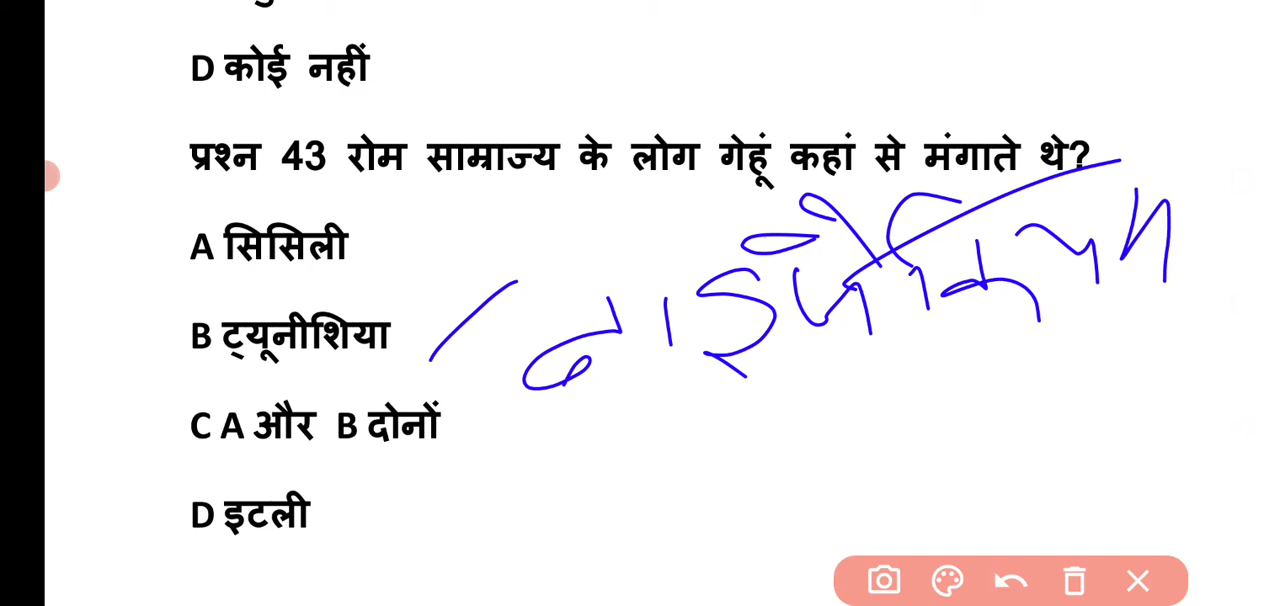 D कोई नहीं
प्रश्न 43 रोम साम्राज्य के लोग गेहूं कहां से मंगाते थे?
A सिसिली
B ट्यूनीशिया
C A और B दोनों
D इटली